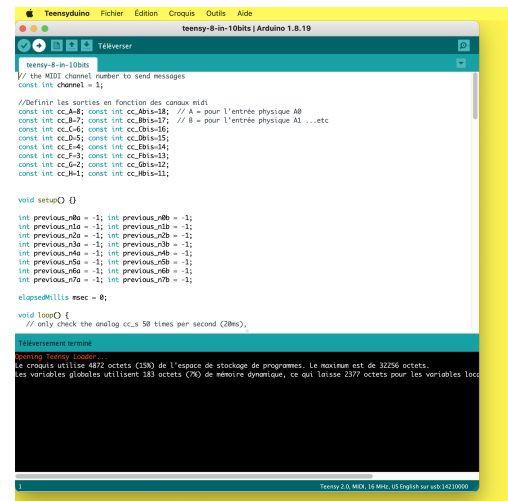 Teensyduino Fichier Édition Croquis Outils Aide
teensy-8-in-10bits | Arduino 1.8.19
Téléverser
teensy-8-in-10bits
// the MIDI channel number to send messages
const int channel = 1;
//Definir les sorties en fonction des canaux midi
const int cc_A=8; const int cc_Abis=18; // A = pour l'entrée physique A0
const int cc_B=7; const int cc_Bbis=17; // B = pour l'entrée physique A1 ...etc
const int cc_C=6; const int cc_Cbis=16;
const int cc_D=5; const int cc_Dbis=15;
const int cc_E=4; const int cc_Ebis=14;
const int cc_F=3; const int cc_Fbis=13;
const int cc_G=2; const int cc_Gbis=12;
const int cc_H=1; const int cc_Hbis=11;
void setup() {}
int previous_n0a = -1; int previous_n0b = -1;
int previous_n1a = -1; int previous_n1b = -1;
int previous_n2a = -1; int previous_n2b = -1;
int previous_n3a = -1; int previous_n3b = -1;
int previous_n4a = -1; int previous_n4b = -1;
int previous_n5a = -1; int previous_n5b = -1;
int previous_n6a = -1; int previous_n6b = -1;
int previous_n7a = -1; int previous_n7b = -1;
elapsedMillis msec = 0;
void loop() {
// only check the analog cc_s 50 times per second (20ms),
Téléversement terminé
Opening Teensy Loader...
Le croquis utilise 4872 octets (15%) de l'espace de stockage de programmes. Le maximum est de 32256 octets.
Les variables globales utilisent 183 octets (7%) de mémoire dynamique, ce qui laisse 2377 octets pour les variables loc
1
Teensy 2.0, MIDI, 16 MHz, US English sur usb:14210000